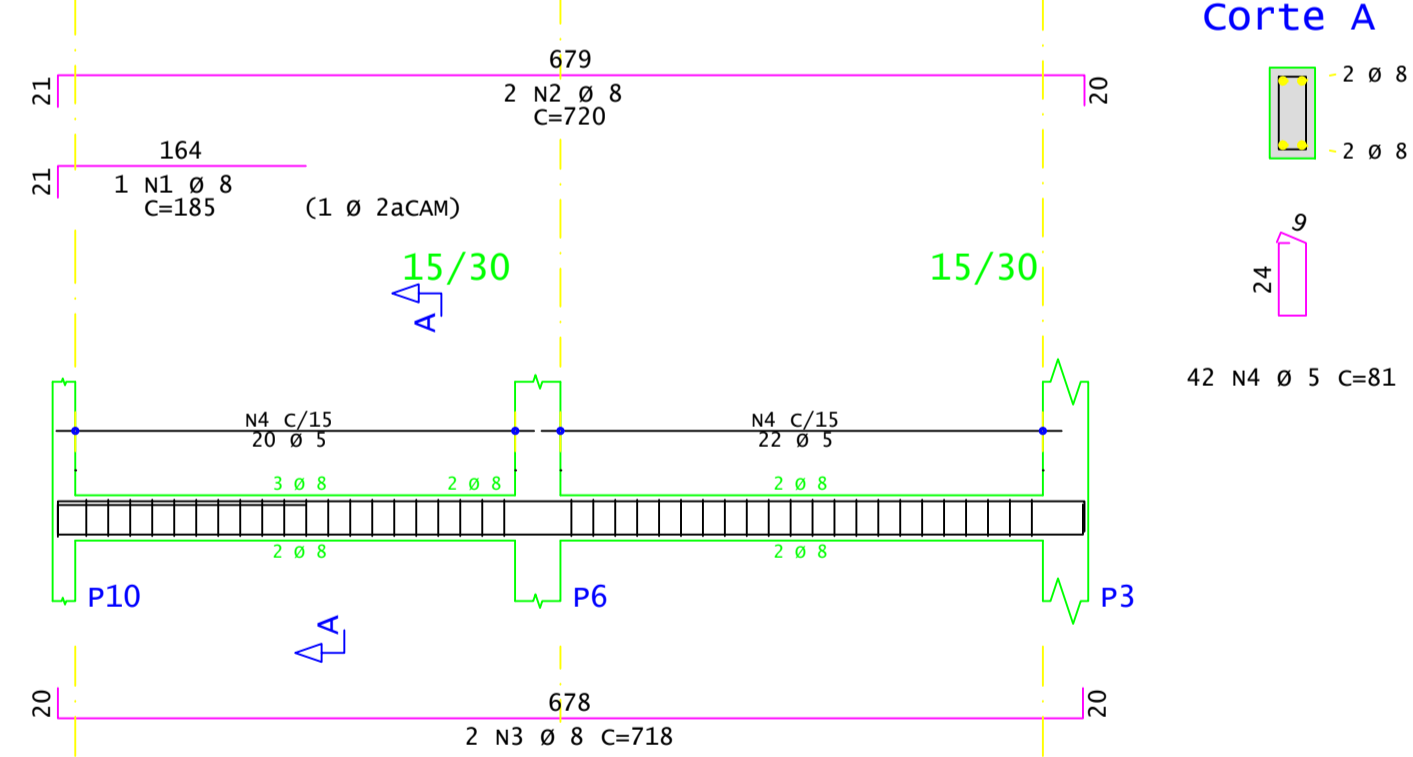 Corte A
679
21
2 N2 Ø 8
C=720
20
2 Ø 8
2 Ø 8
164
21
1 N1 Ø 8
C=185
(1 Ø 2aCAM)
15/30
15/30
A
9
24
42 N4 Ø 5 C=81
N4 C/15
20 Ø 5
N4 C/15
22 Ø 5
3 Ø 8
2 Ø 8
2 Ø 8
2 Ø 8
2 Ø 8
P10
P6
P3
A
20
678
20
2 N3 Ø 8 C=718